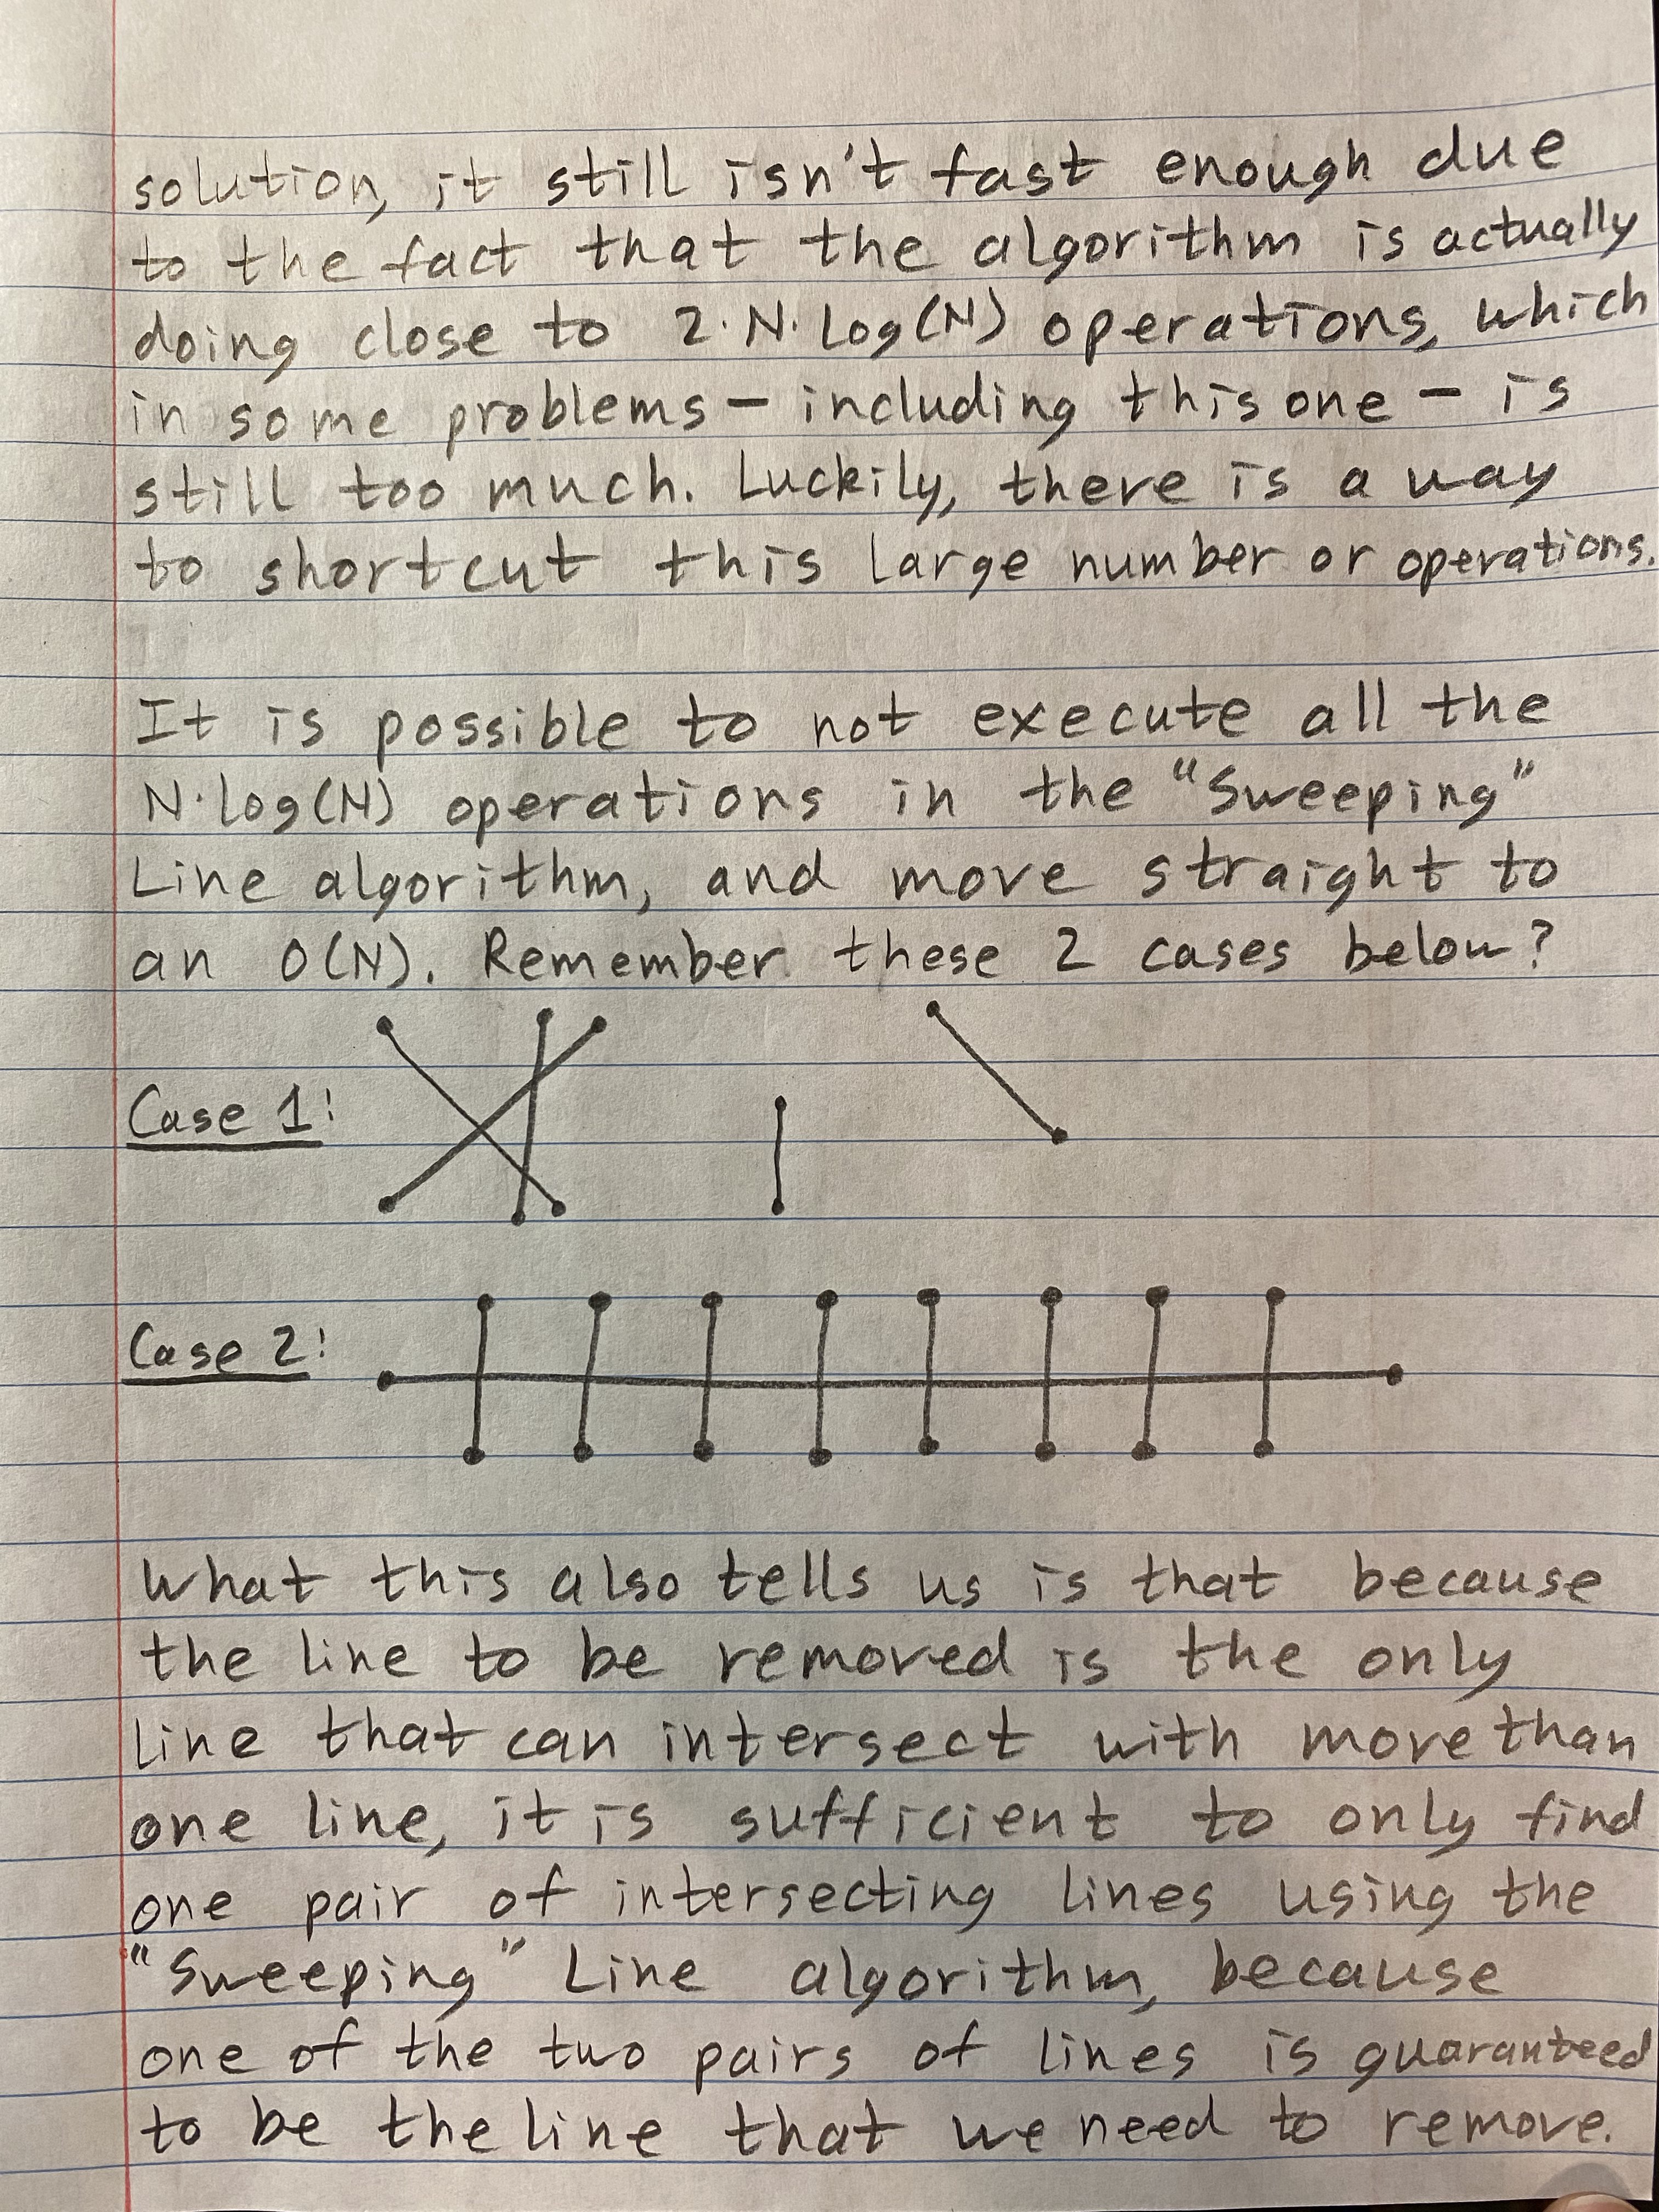 solution, it still isn't fast enough due
to the fact that the algorithm is actually
doing close to 2·N·Log(N) operations, which
in some problems - including this one - is
still too much. Luckily, there is a way
to shortcut this large number or operations.
It is possible to not execute all the
N·log(N) operations in the "Sweeping"
Line algorithm, and move straight to
an O(N). Remember these 2 cases below?
Case 1:
Case 2:
What this also tells us is that because
the line to be removed is the only
line that can intersect with more than
one line, it is sufficient to only find
one pair of intersecting lines using the
"Sweeping" Line algorithm, because
one of the two pairs of lines is guaranteed
to be the line that we need to remove.